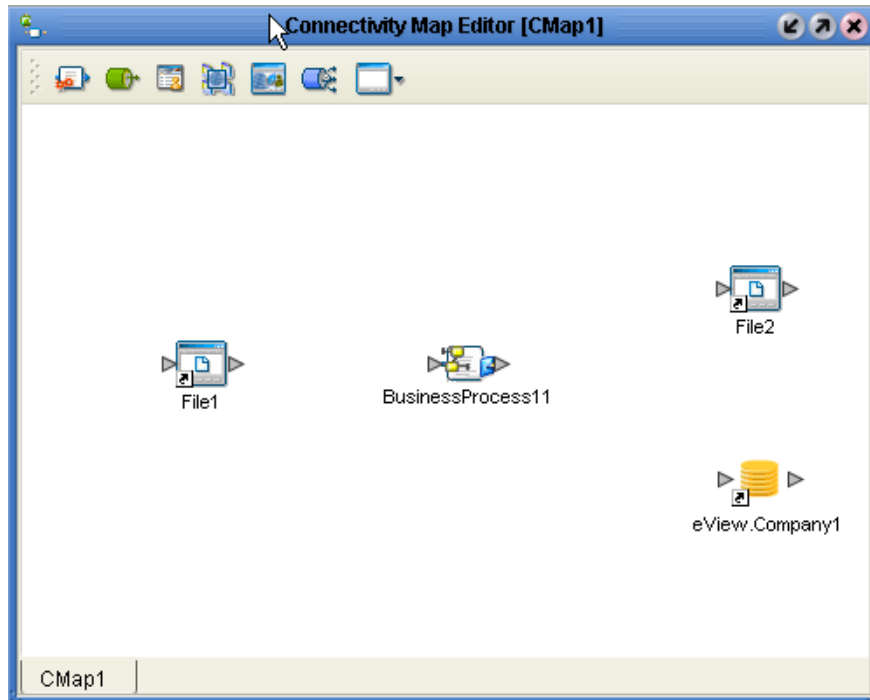 Connectivity Map Editor [CMap1]
File2
File1
BusinessProcess11
eView.Company1
CMap1